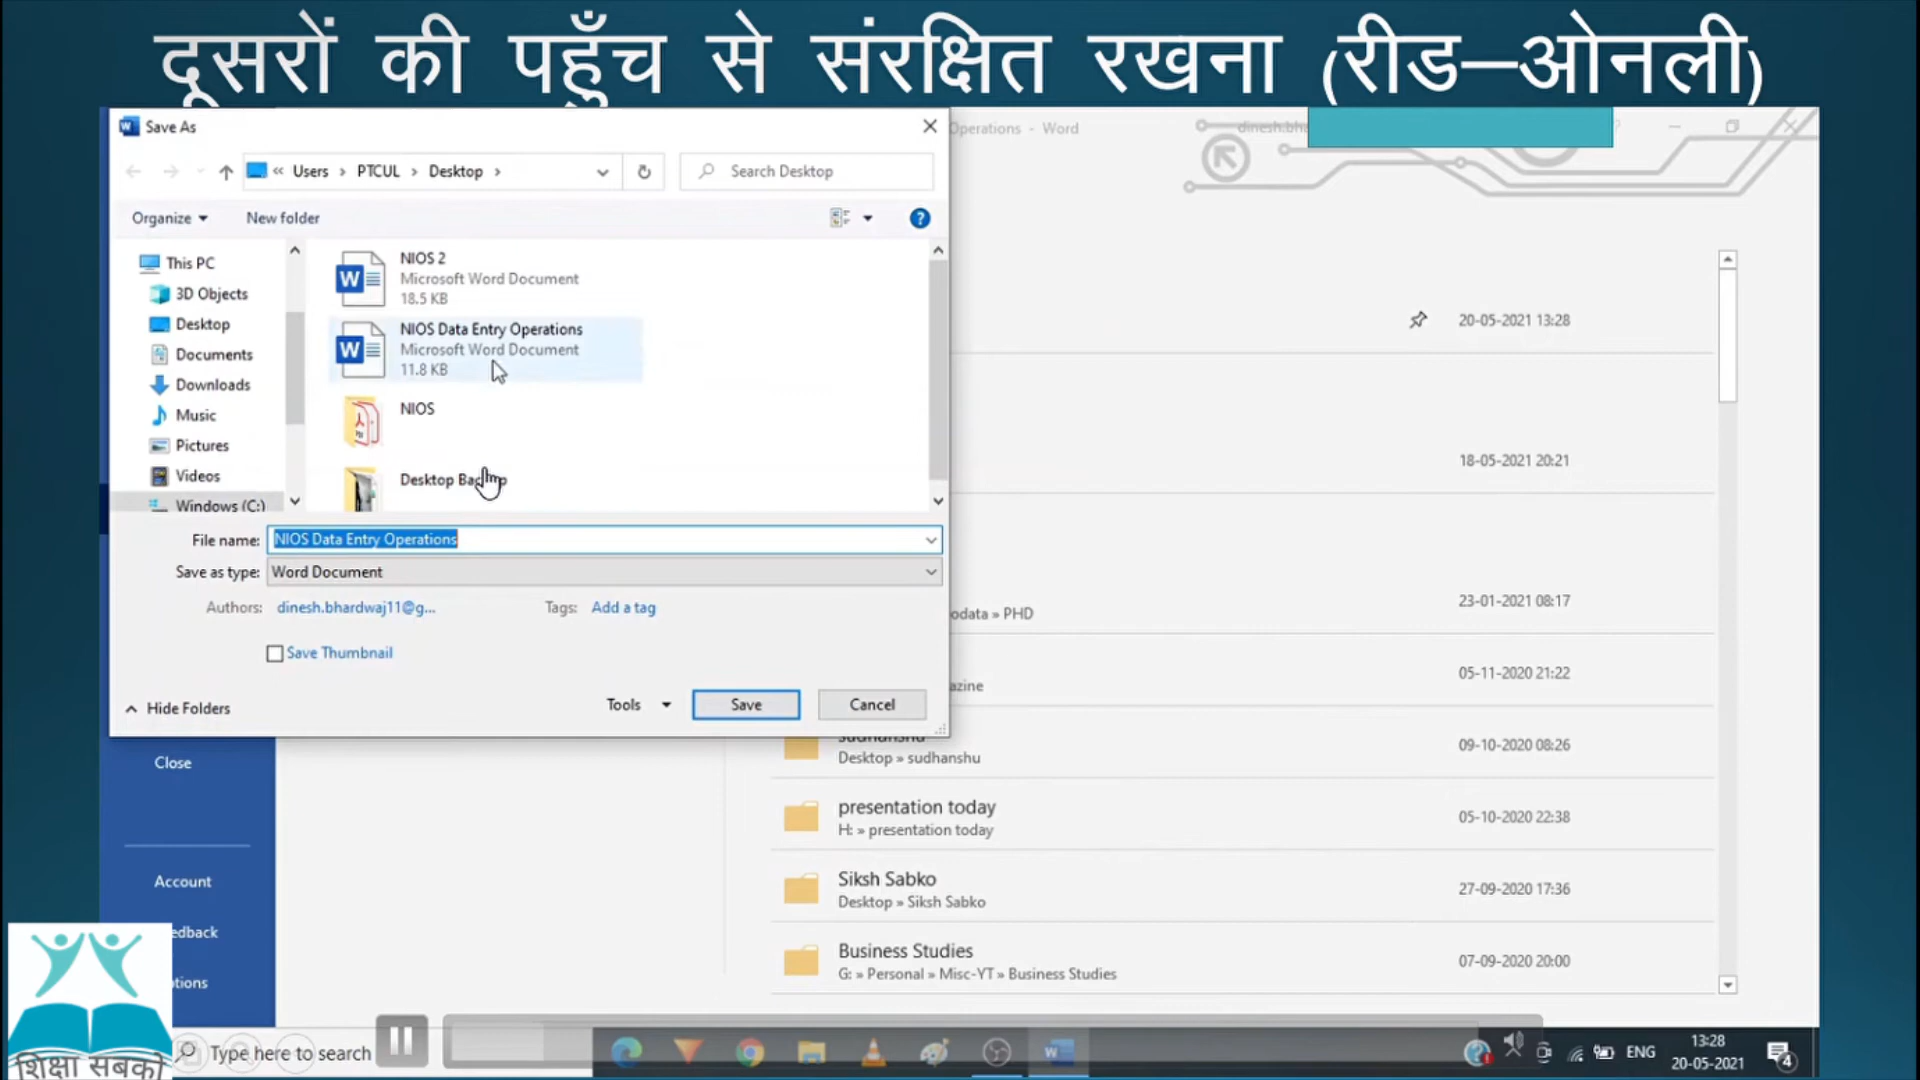 दूसरों की पहुँच से संरक्षित रखना (रीड–ओनली)
Save As
Operations - Word
Users › PTCUL › Desktop ›
Search Desktop
Organize
New folder
This PC
3D Objects
Desktop
Documents
Downloads
Music
Pictures
Videos
Windows (C:)
NIOS 2
Microsoft Word Document
18.5 KB
NIOS Data Entry Operations
Microsoft Word Document
11.8 KB
NIOS
Desktop
File name: NIOS Data Entry Operations
Save as type: Word Document
Authors: dinesh.bhardwaj11@g...
Tags: Add a tag
Save Thumbnail
Hide Folders
Tools
Save
Cancel
20-05-2021 13:28
18-05-2021 20:21
odata » PHD
23-01-2021 08:17
azine
05-11-2020 21:22
sudhanshu
Desktop » sudhanshu
09-10-2020 08:26
presentation today
H: » presentation today
05-10-2020 22:38
Siksh Sabko
Desktop » Siksh Sabko
27-09-2020 17:36
Business Studies
G: » Personal » Misc-YT » Business Studies
07-09-2020 20:00
Close
Account
edback
tions
शिक्षा सबको
Type here to search
ENG
13:28
20-05-2021
4